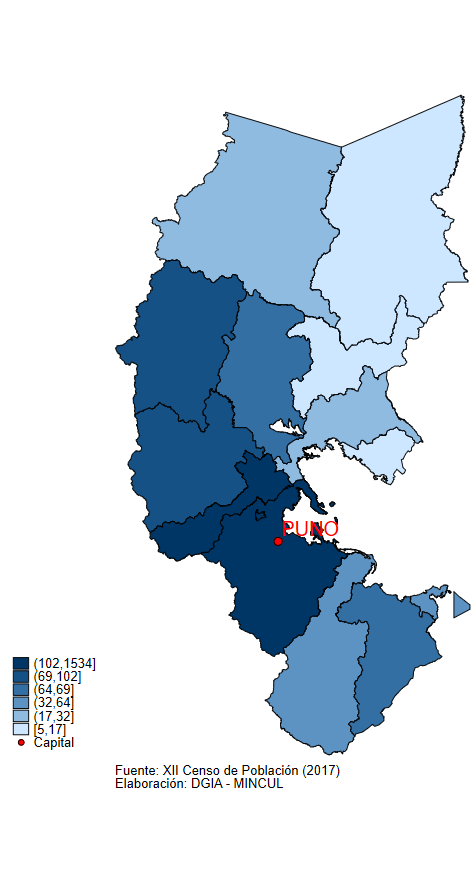 PUNO
(102,1534]
(69,102]
(64,69]
(32,64]
(17,32]
[5,17]
Capital
Fuente: XII Censo de Población (2017)
Elaboración: DGIA - MINCUL